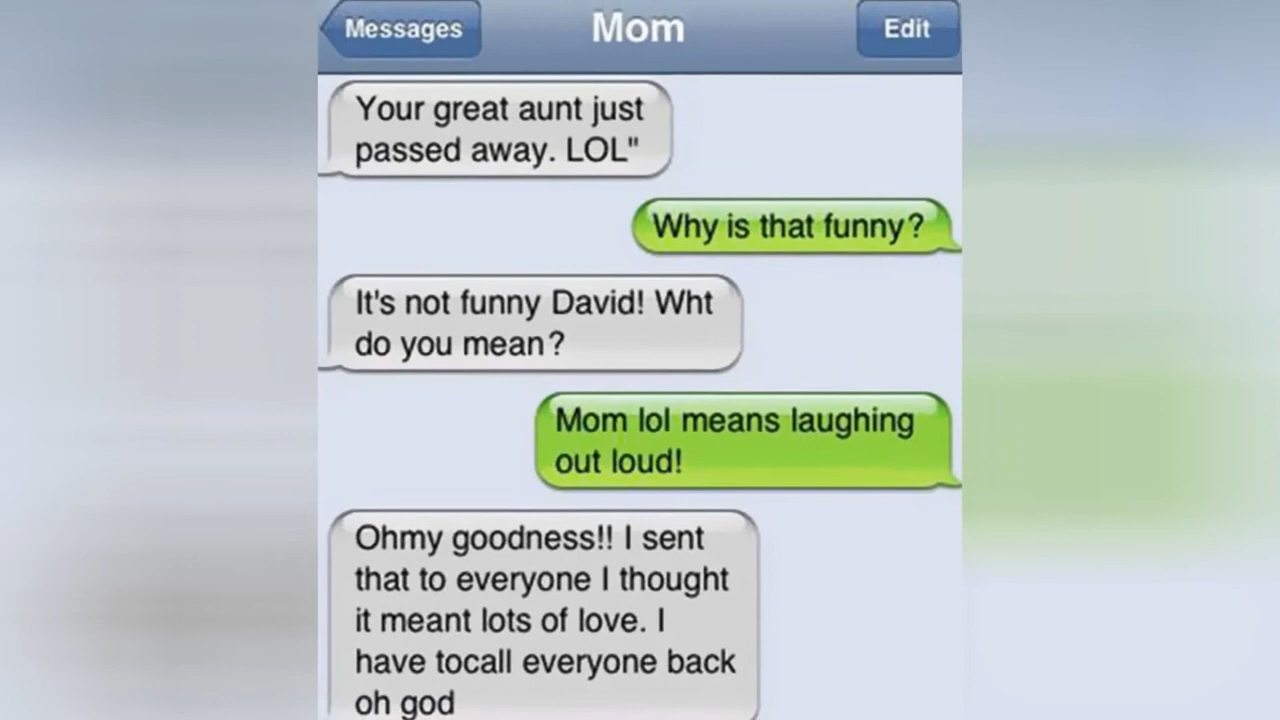 Messages
Mom
Edit
Your great aunt just
passed away. LOL"
Why is that funny?
It's not funny David! Wht
do you mean?
Mom lol means laughing
out loud!
Ohmy goodness!! I sent
that to everyone I thought
it meant lots of love. I
have tocall everyone back
oh god